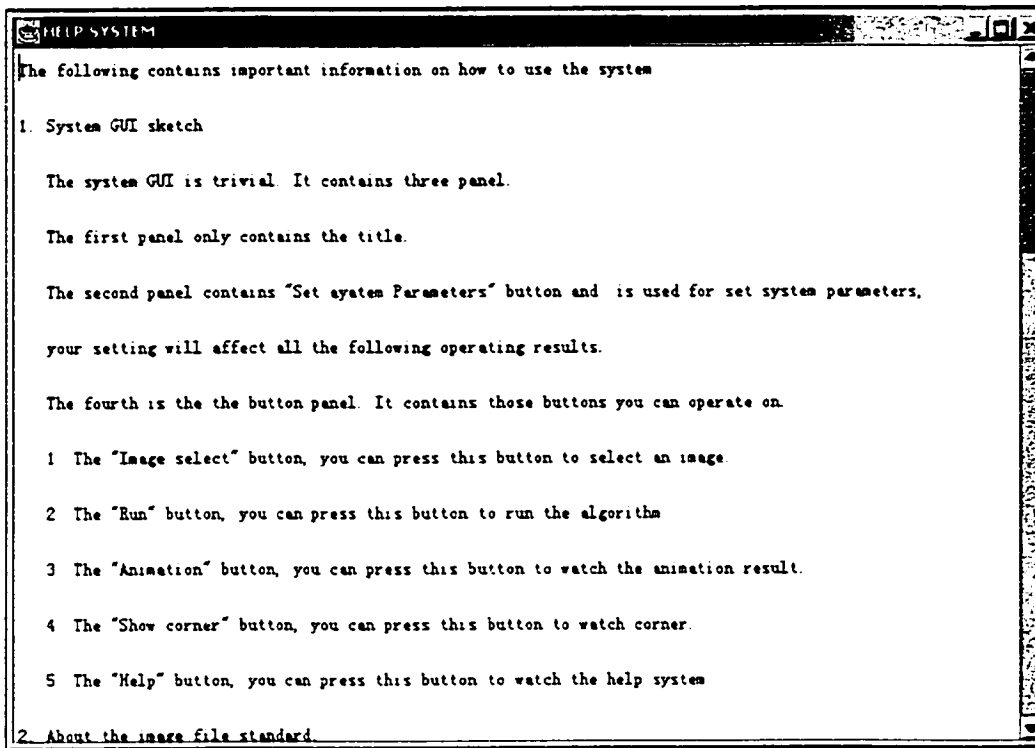 HELP SYSTEM
The following contains important information on how to use the system
1. System GUI sketch
The system GUI is trivial. It contains three panel.
The first panel only contains the title.
The second panel contains "Set system Parameters" button and is used for set system parameters,
your setting will affect all the following operating results.
The fourth is the the button panel. It contains those buttons you can operate on.
1 The "Image select" button, you can press this button to select an image.
2 The "Run" button, you can press this button to run the algorithm
3 The "Animation" button, you can press this button to watch the animation result.
4 The "Show corner" button, you can press this button to watch corner.
5 The "Help" button, you can press this button to watch the help system
2. About the image file standard.